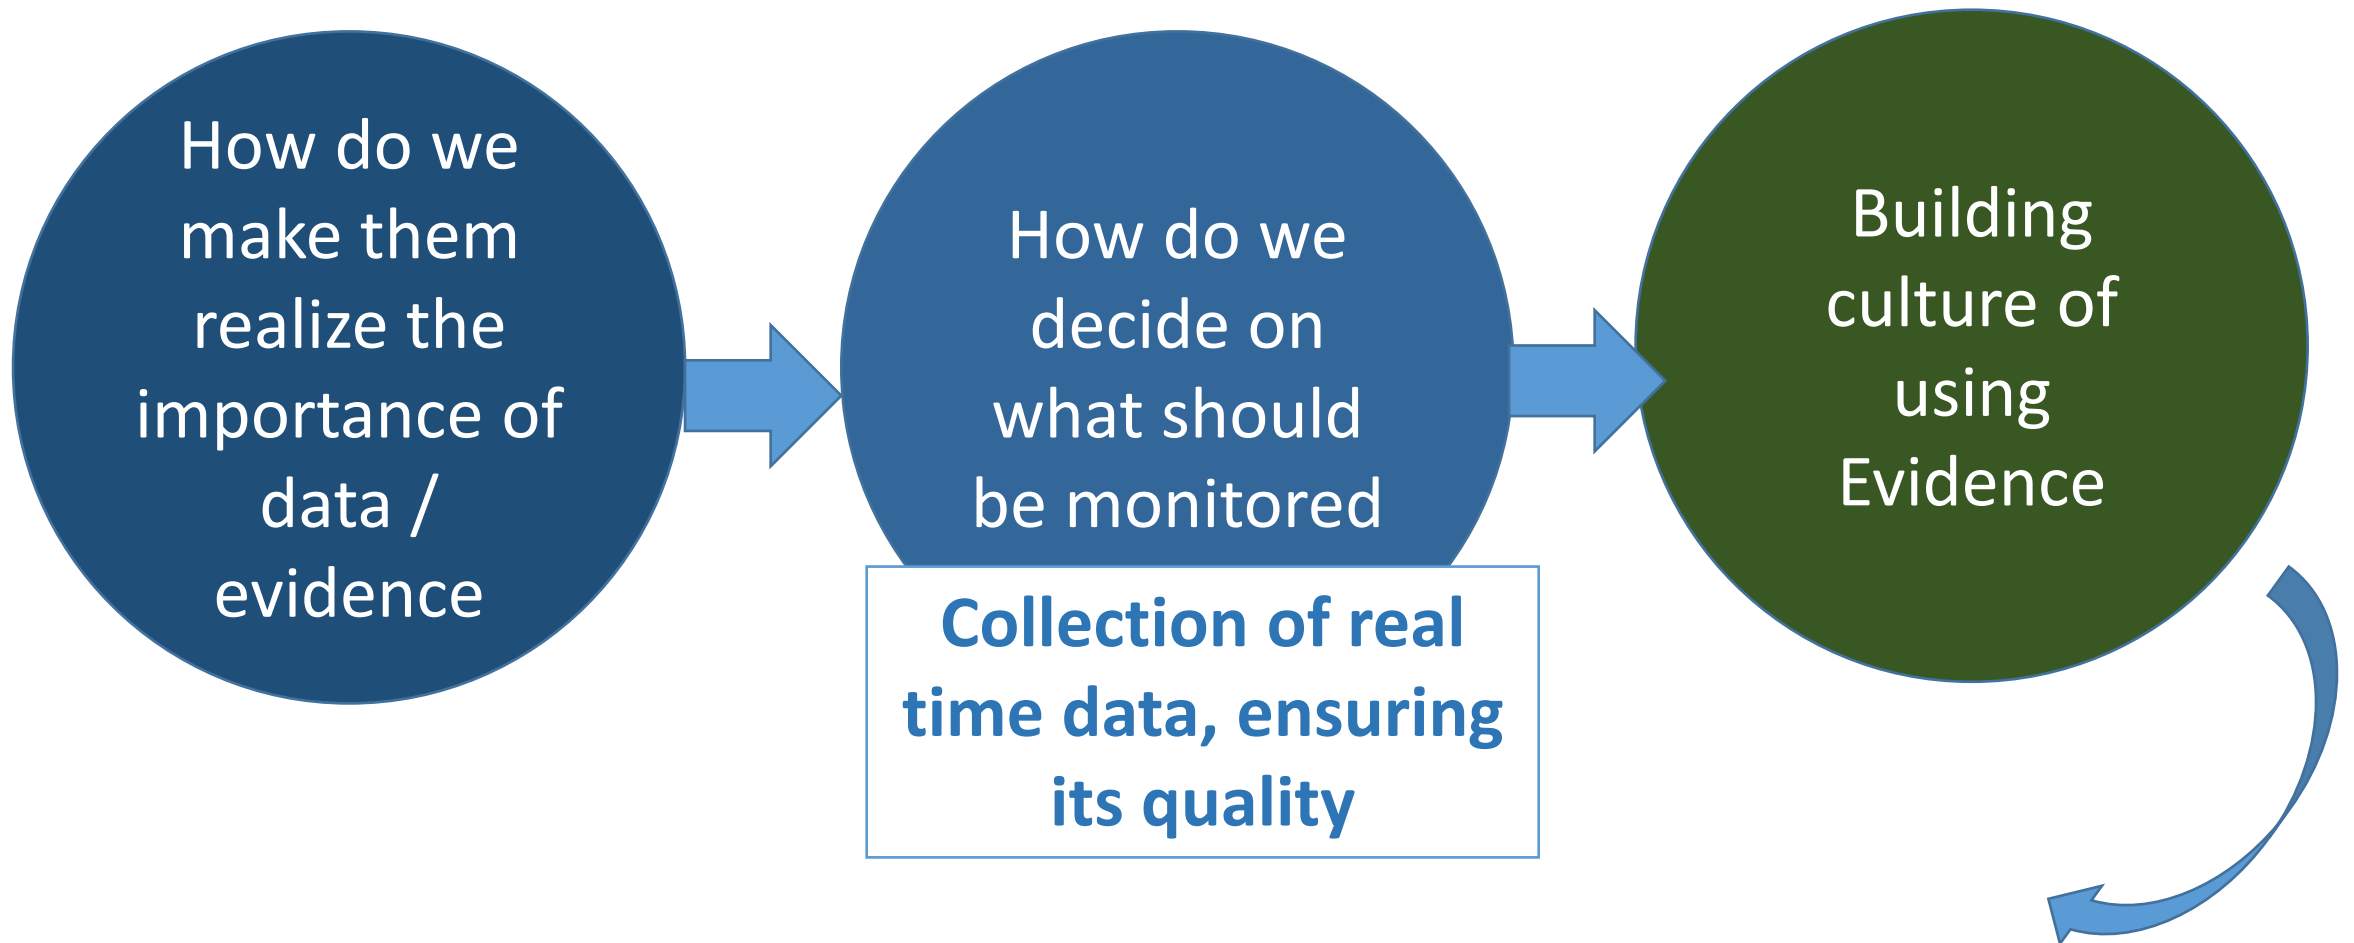 How do we
make them
realize the
importance of
data /
evidence
How do we
decide on
what should
be monitored
Collection of real
time data, ensuring
its quality
Building
culture of
using
Evidence